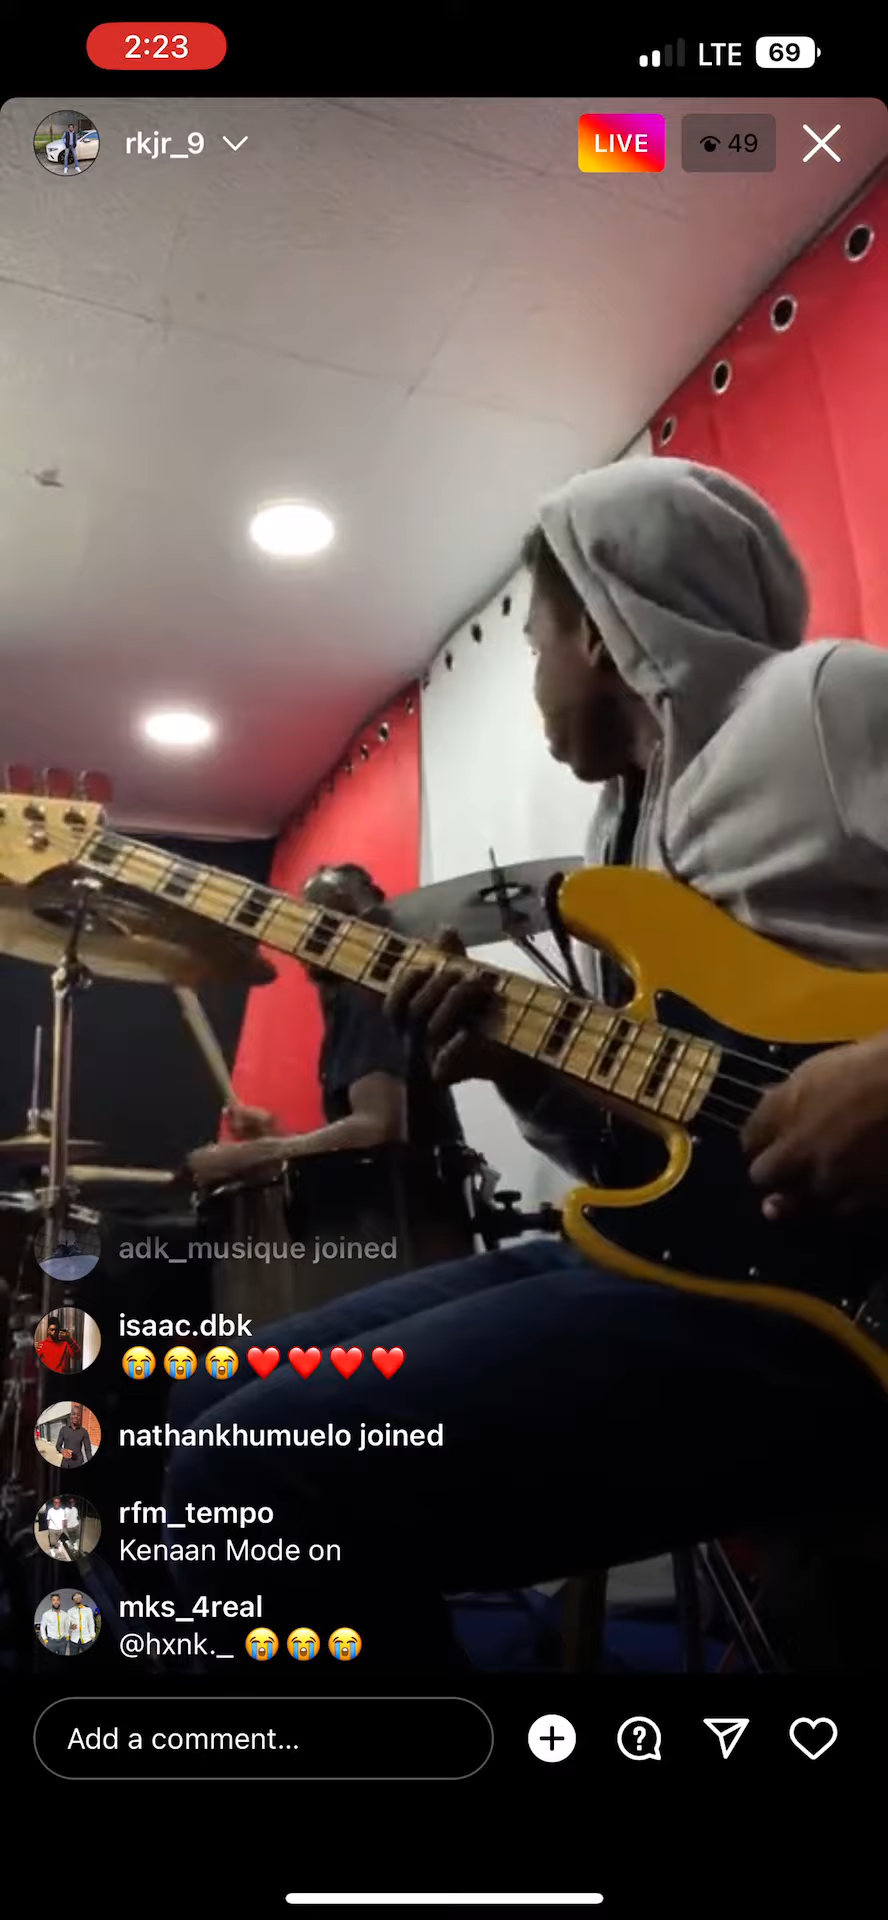 2:23
LTE 69
rkjr_9
LIVE
49
adk_musique joined
isaac.dbk
😭😭😭❤️❤️❤️❤️
nathankhumuelo joined
rfm_tempo
Kenaan Mode on
mks_4real
@hxnk._ 😭😭😭
Add a comment...